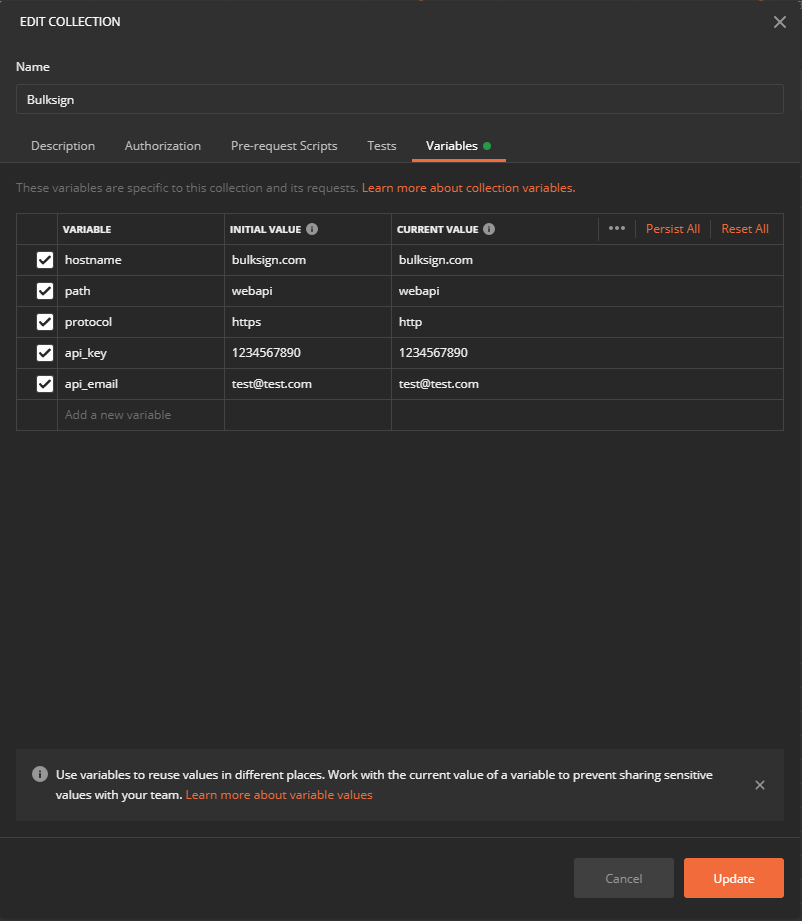 EDIT COLLECTION
Name
Bulksign
Description Authorization Pre-request Scripts Tests Variables
These variables are specific to this collection and its requests. Learn more about collection variables.
VARIABLE INITIAL VALUE CURRENT VALUE Persist All Reset All
hostname bulksign.com bulksign.com
path webapi webapi
protocol https http
api_key 1234567890 1234567890
api_email test@test.com test@test.com
Add a new variable
Use variables to reuse values in different places. Work with the current value of a variable to prevent sharing sensitive
values with your team. Learn more about variable values
Cancel Update